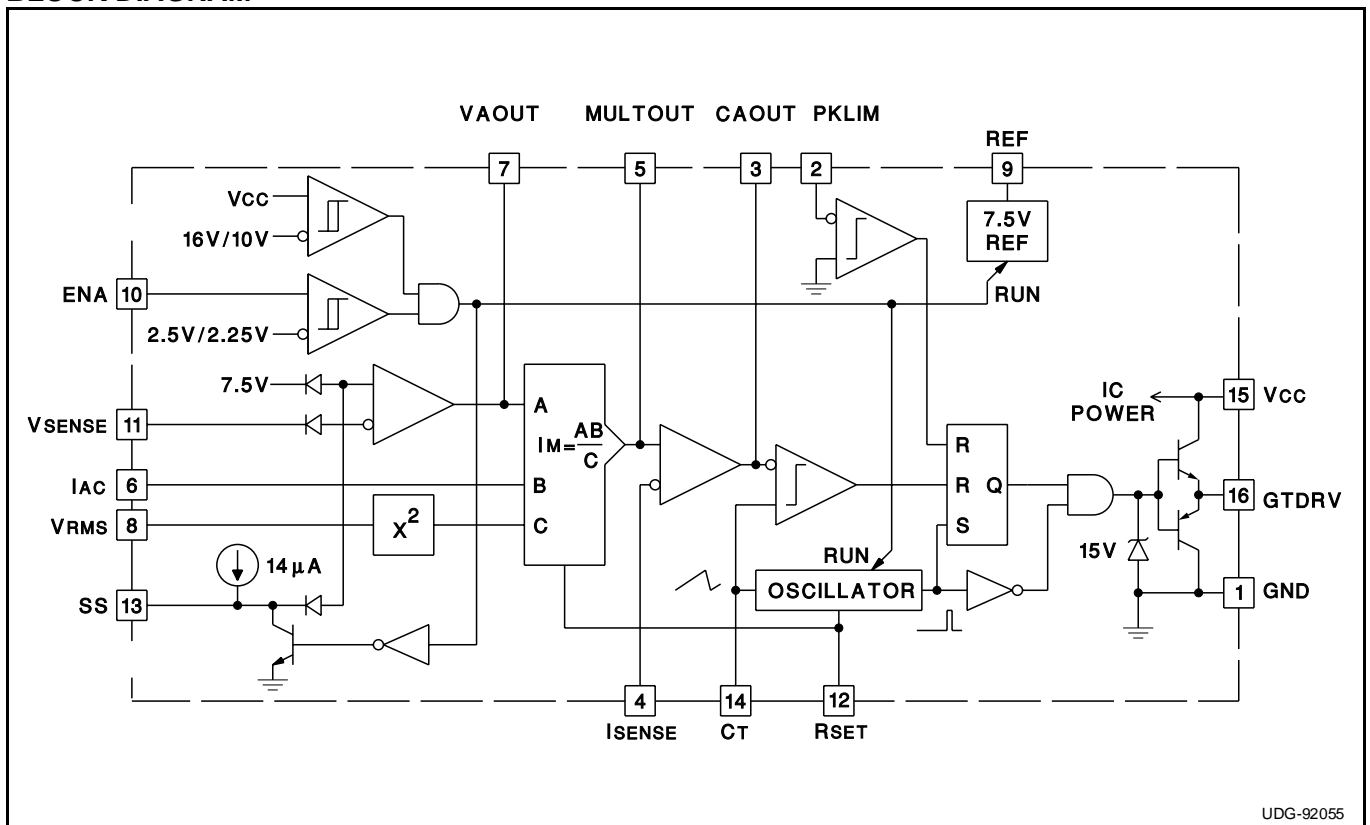 BLOCK DIAGRAM
VAOUT MULTOUT CAOUT PKLIM
REF
7 5 3 2 9
VCC
16V/10V
7.5V
REF
ENA 10
RUN
2.5V/2.25V
7.5V
IC
POWER
15 VCC
VSENSE 11
A
IM=AB/C
R
IAC 6
B
R Q
16 GTDRV
VRMS 8
X²
C
S
15V
RUN
14µA
OSCILLATOR
SS 13
1 GND
4 14 12
ISENSE CT RSET
UDG-92055